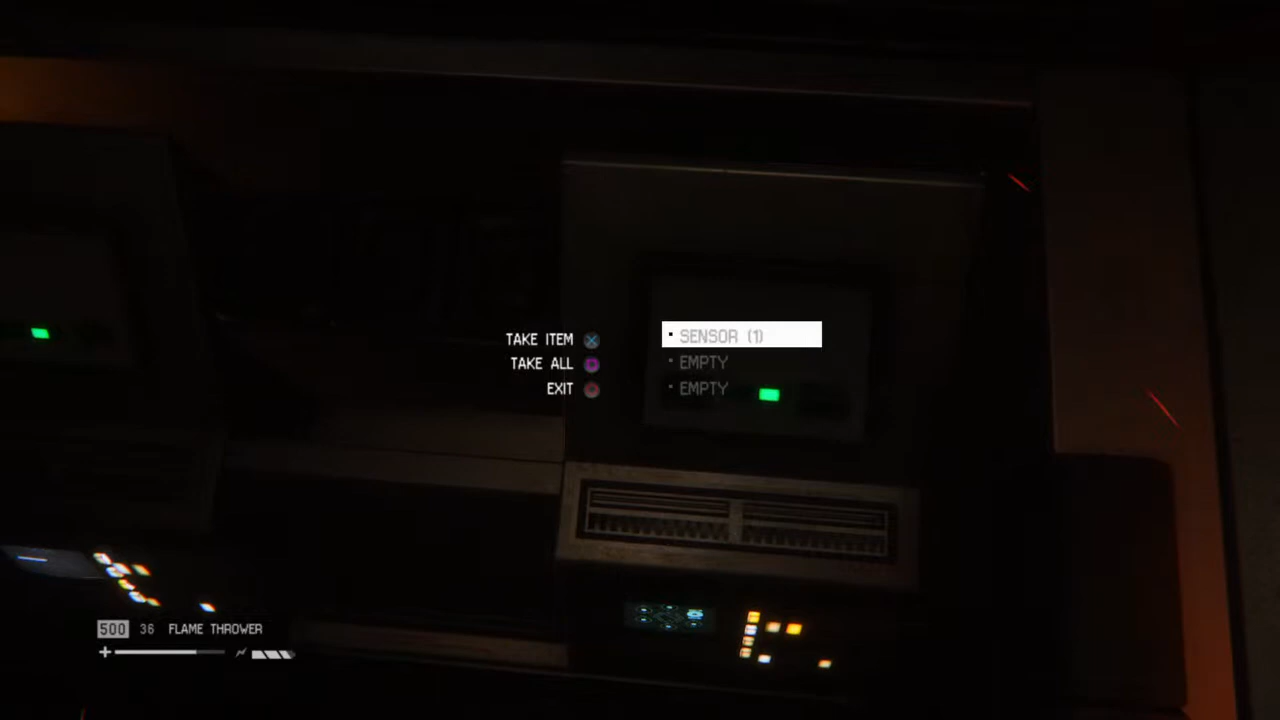 TAKE ITEM
TAKE ALL
EXIT
SENSOR (1)
EMPTY
EMPTY
500 36 FLAME THROWER